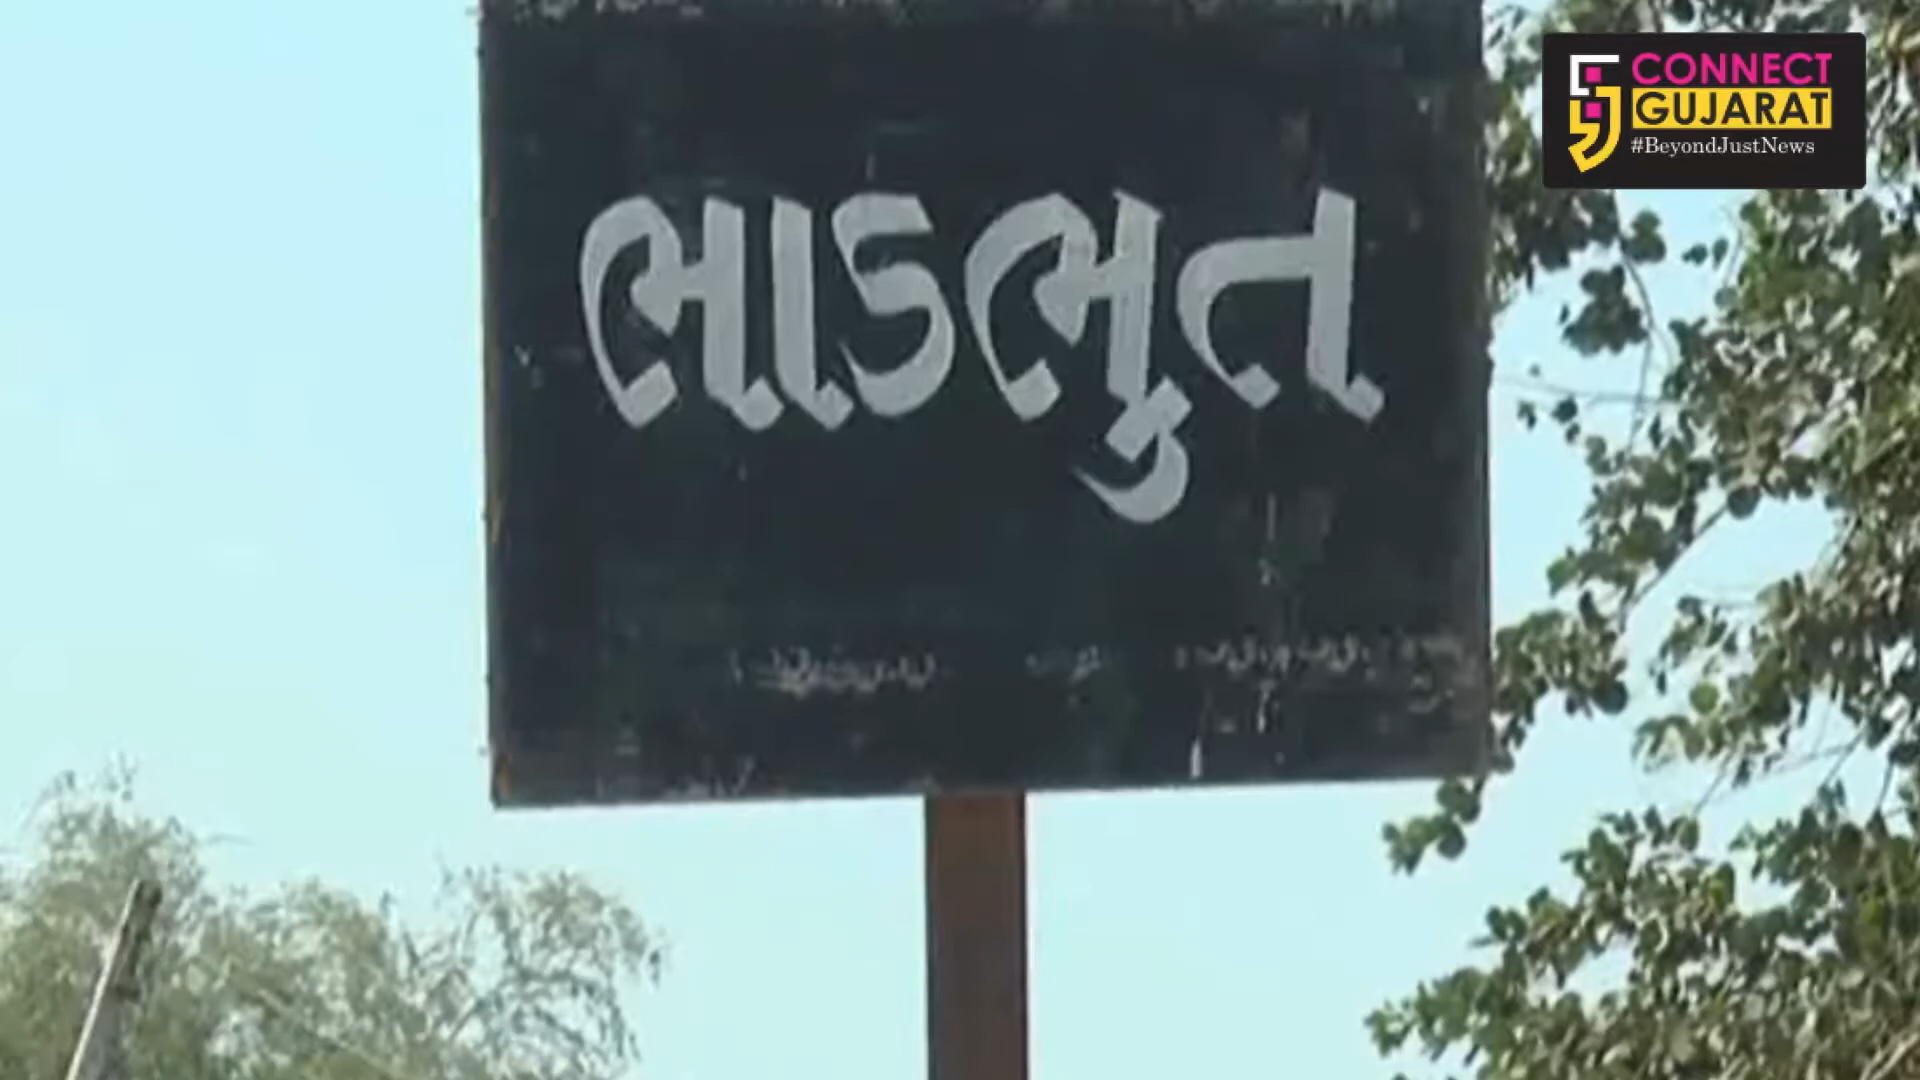 ભાડભુત
CONNECT
GUJARAT
#BeyondJustNews